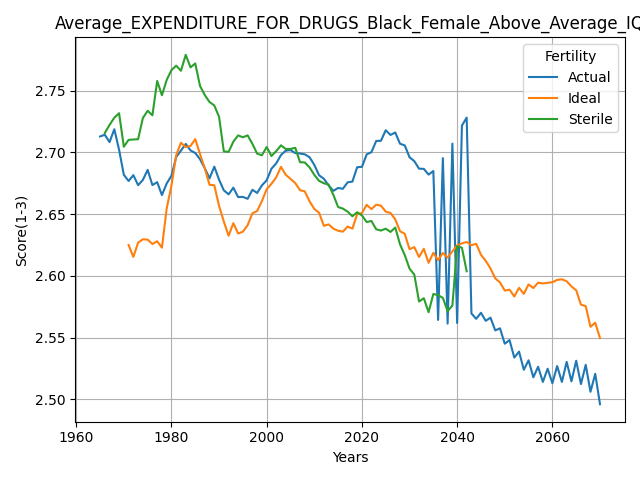 Average_EXPENDITURE_FOR_DRUGS_Black_Female_Above_Average_IQ
Fertility
Actual
Ideal
Sterile
Score(1-3)
2.75
2.70
2.65
2.60
2.55
2.50
1960 1980 2000 2020 2040 2060
Years